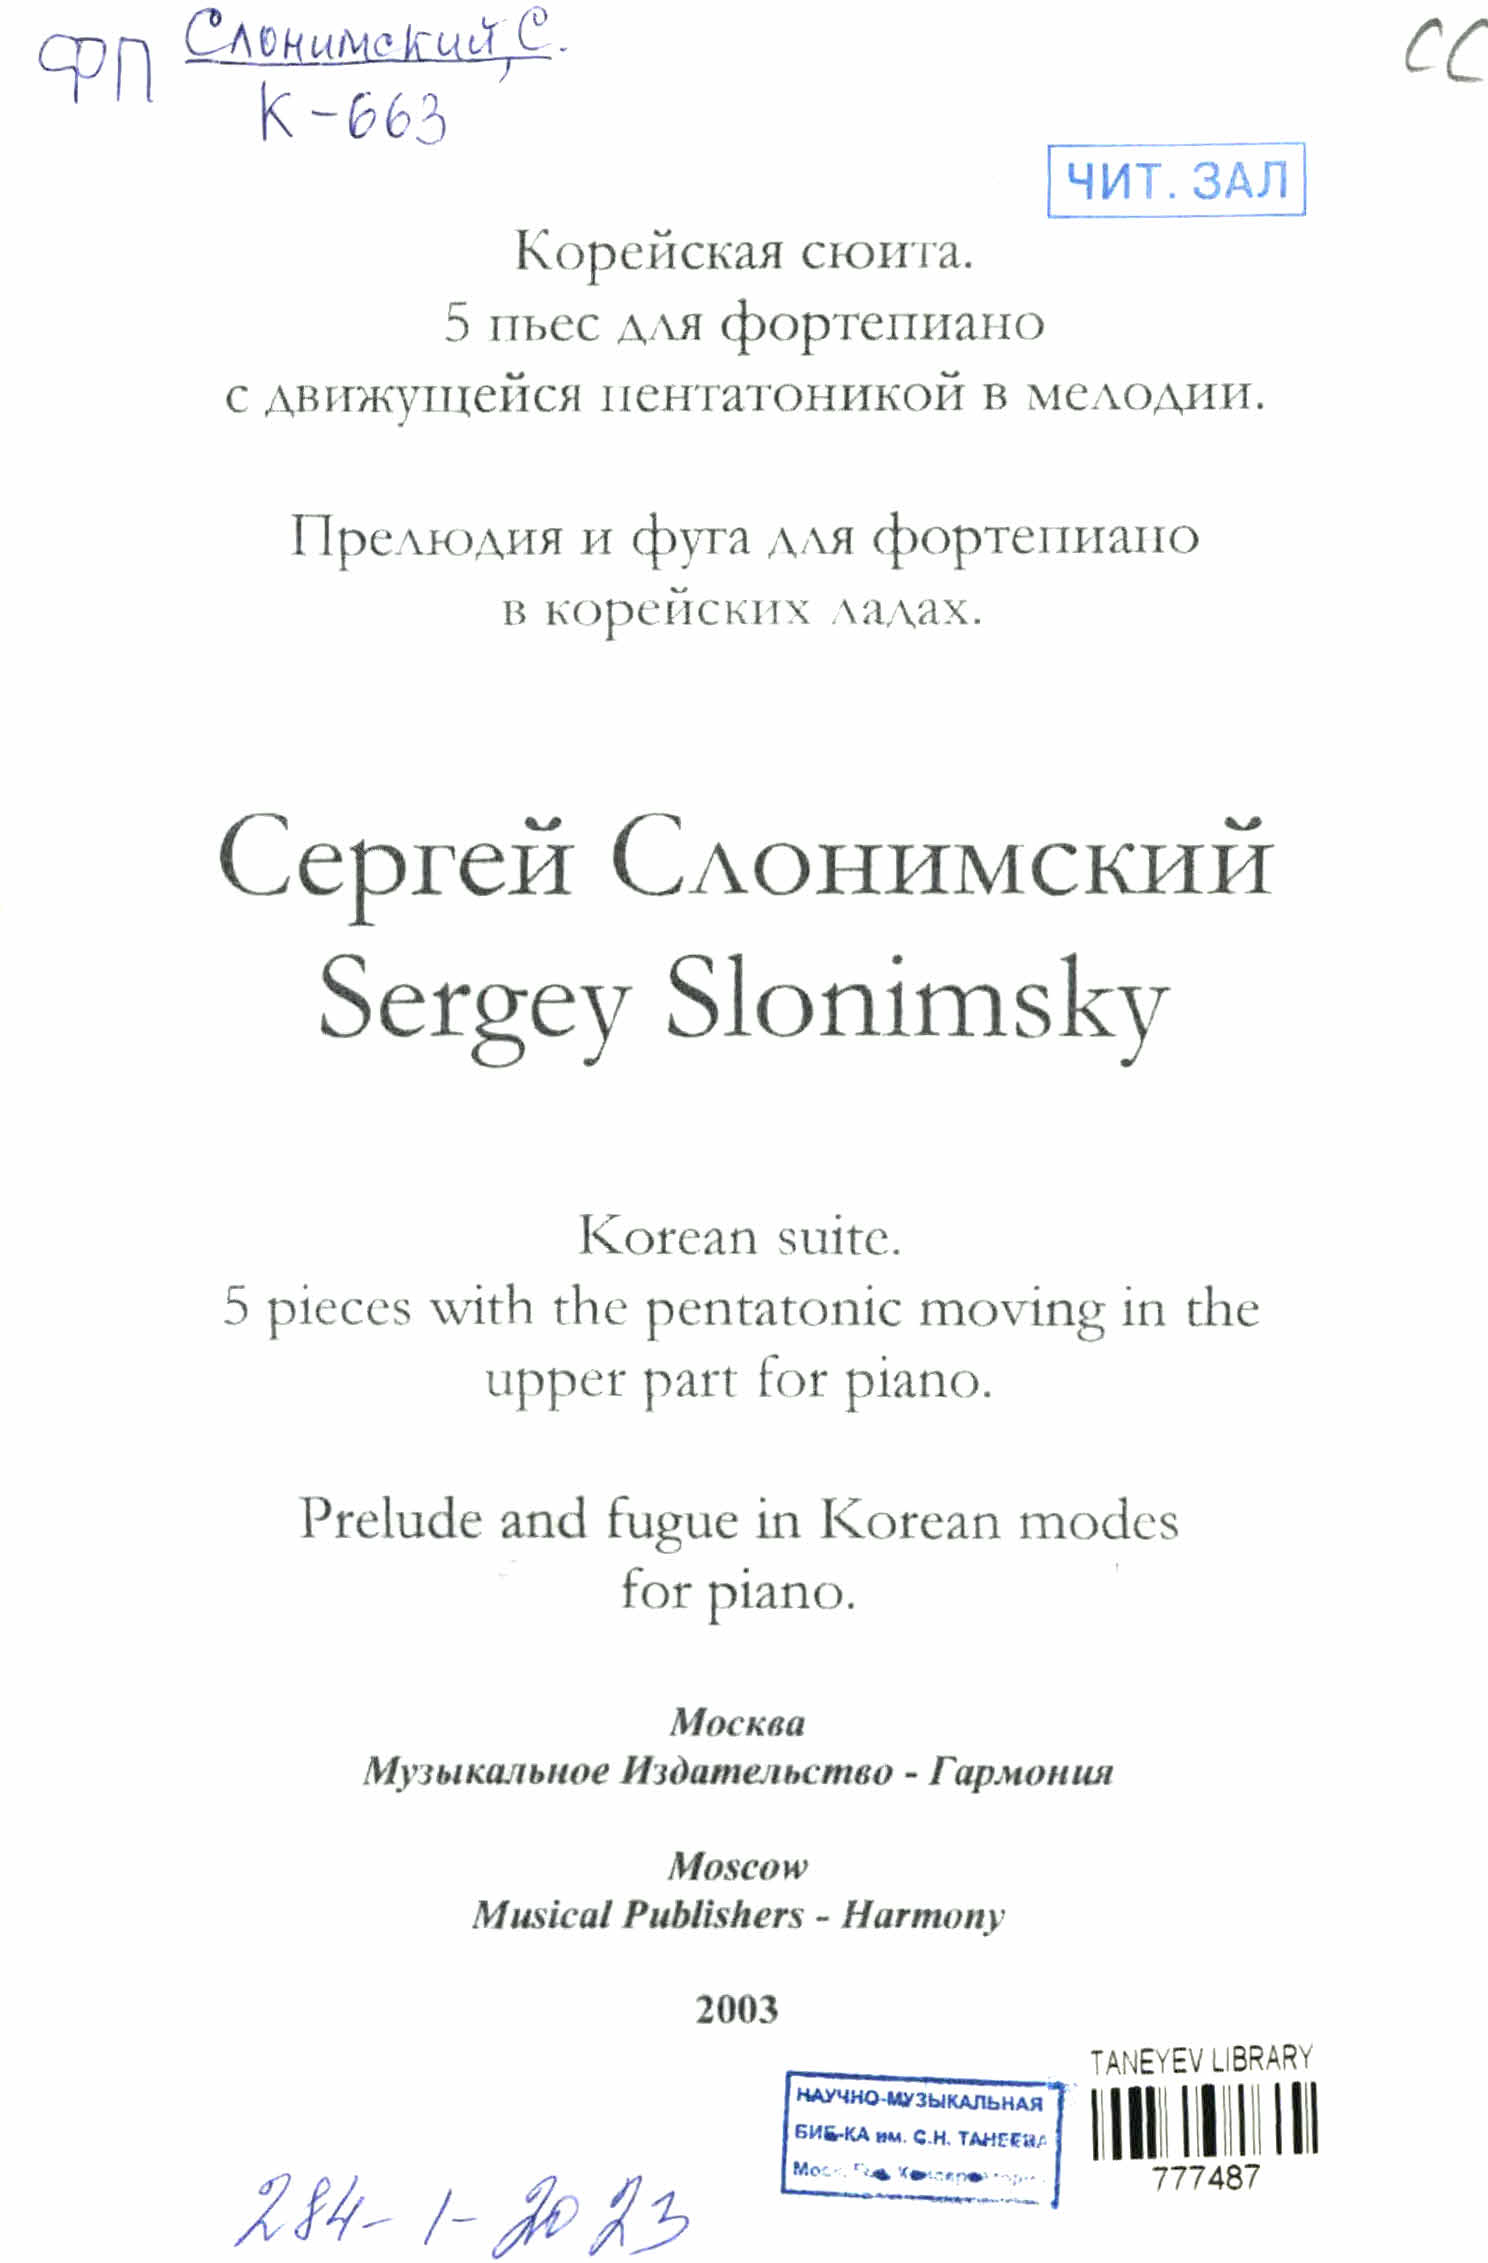 ФП Слонимский, С.
К-663
СС
ЧИТ. ЗАЛ
Корейская сюита.
5 пьес для фортепиано
с движущейся пентатоникой в мелодии.
Прелюдия и фуга для фортепиано
в корейских ладах.
Сергей Слонимский
Sergey Slonimsky
Korean suite.
5 pieces with the pentatonic moving in the
upper part for piano.
Prelude and fugue in Korean modes
for piano.
Москва
Музыкальное Издательство - Гармония
Moscow
Musical Publishers - Harmony
2003
TANEYEV LIBRARY
777487
НАУЧНО-МУЗЫКАЛЬНАЯ
БИБ-КА им. С.Н. ТАНЕЕВА
Моск. Гос.
284-1-2023